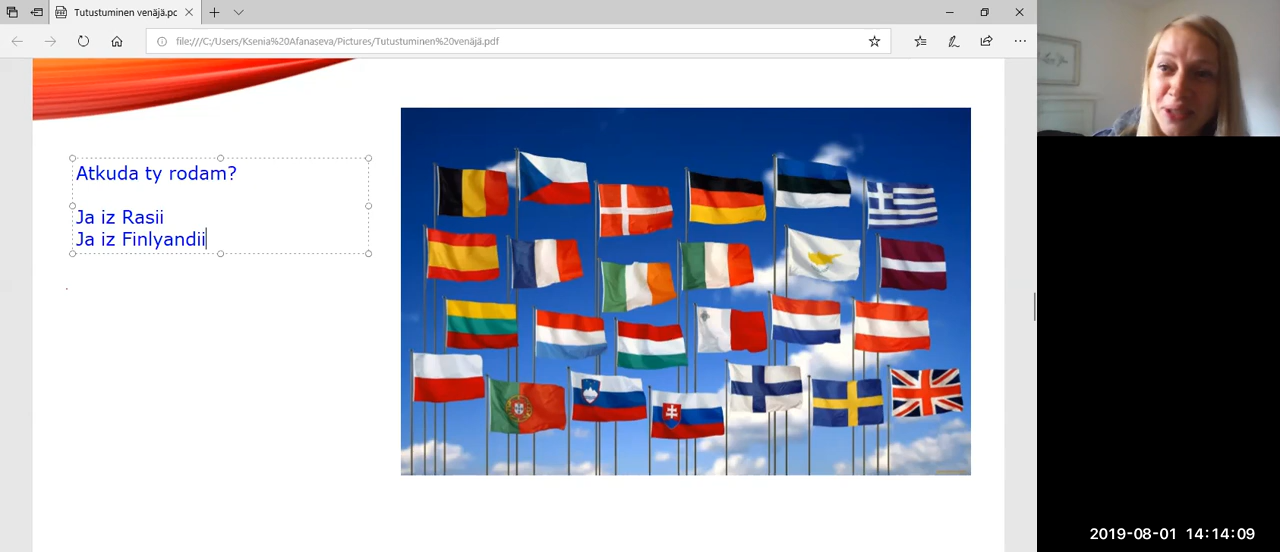 Tutustuminen venäjä.pc
file:///C:/Users/Ksenia%20Afanaseva/Pictures/Tutustuminen%20venäjä.pdf
Atkuda ty rodam?
Ja iz Rasii
Ja iz Finlyandii
2019-08-01 14:14:09